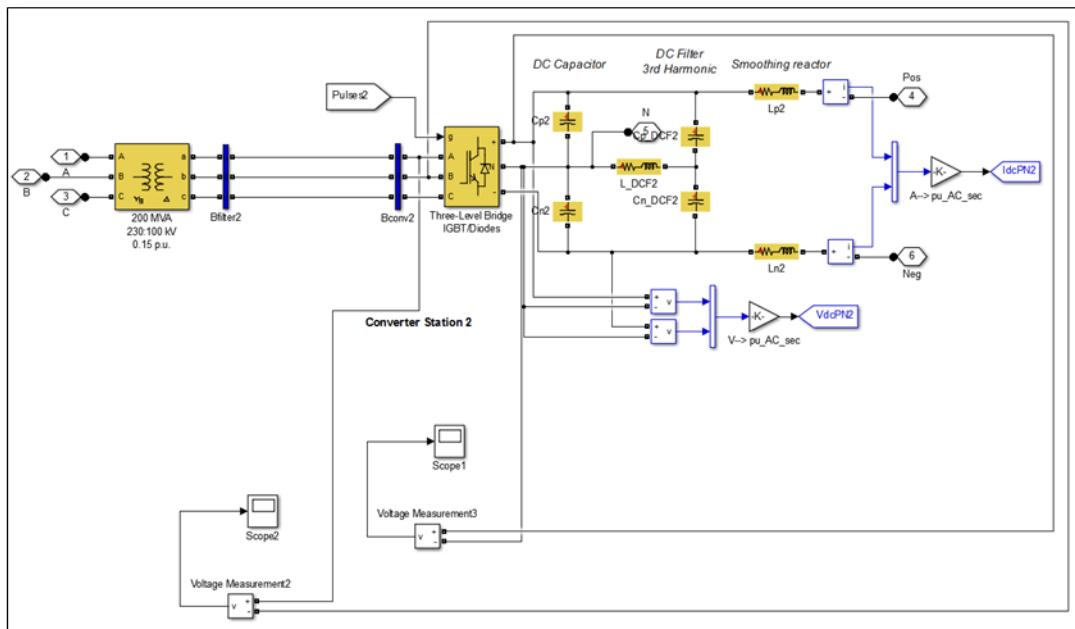 DC Capacitor
DC Filter
3rd Harmonic
Smoothing reactor
Pulses2
Pos
4
N
5
Cp2
Cp_DCF2
Lp2
i
+
-
g
+
A
N
B
-
C
1
A
2
B
3
C
A
B
C
a
b
c
Yg
200 MVA
230:100 kV
0.15 p.u.
Bfilter2
Bconv2
Three-Level Bridge
IGBT/Diodes
L_DCF2
Cn2
Cn_DCF2
-K-
IdcPN2
A--> pu_AC_sec
Ln2
i
+
-
6
Neg
Converter Station 2
+
-
v
+
-
v
-K-
VdcPN2
V--> pu_AC_sec
Scope1
Scope2
Voltage Measurement3
v
+
-
Voltage Measurement2
v
+
-